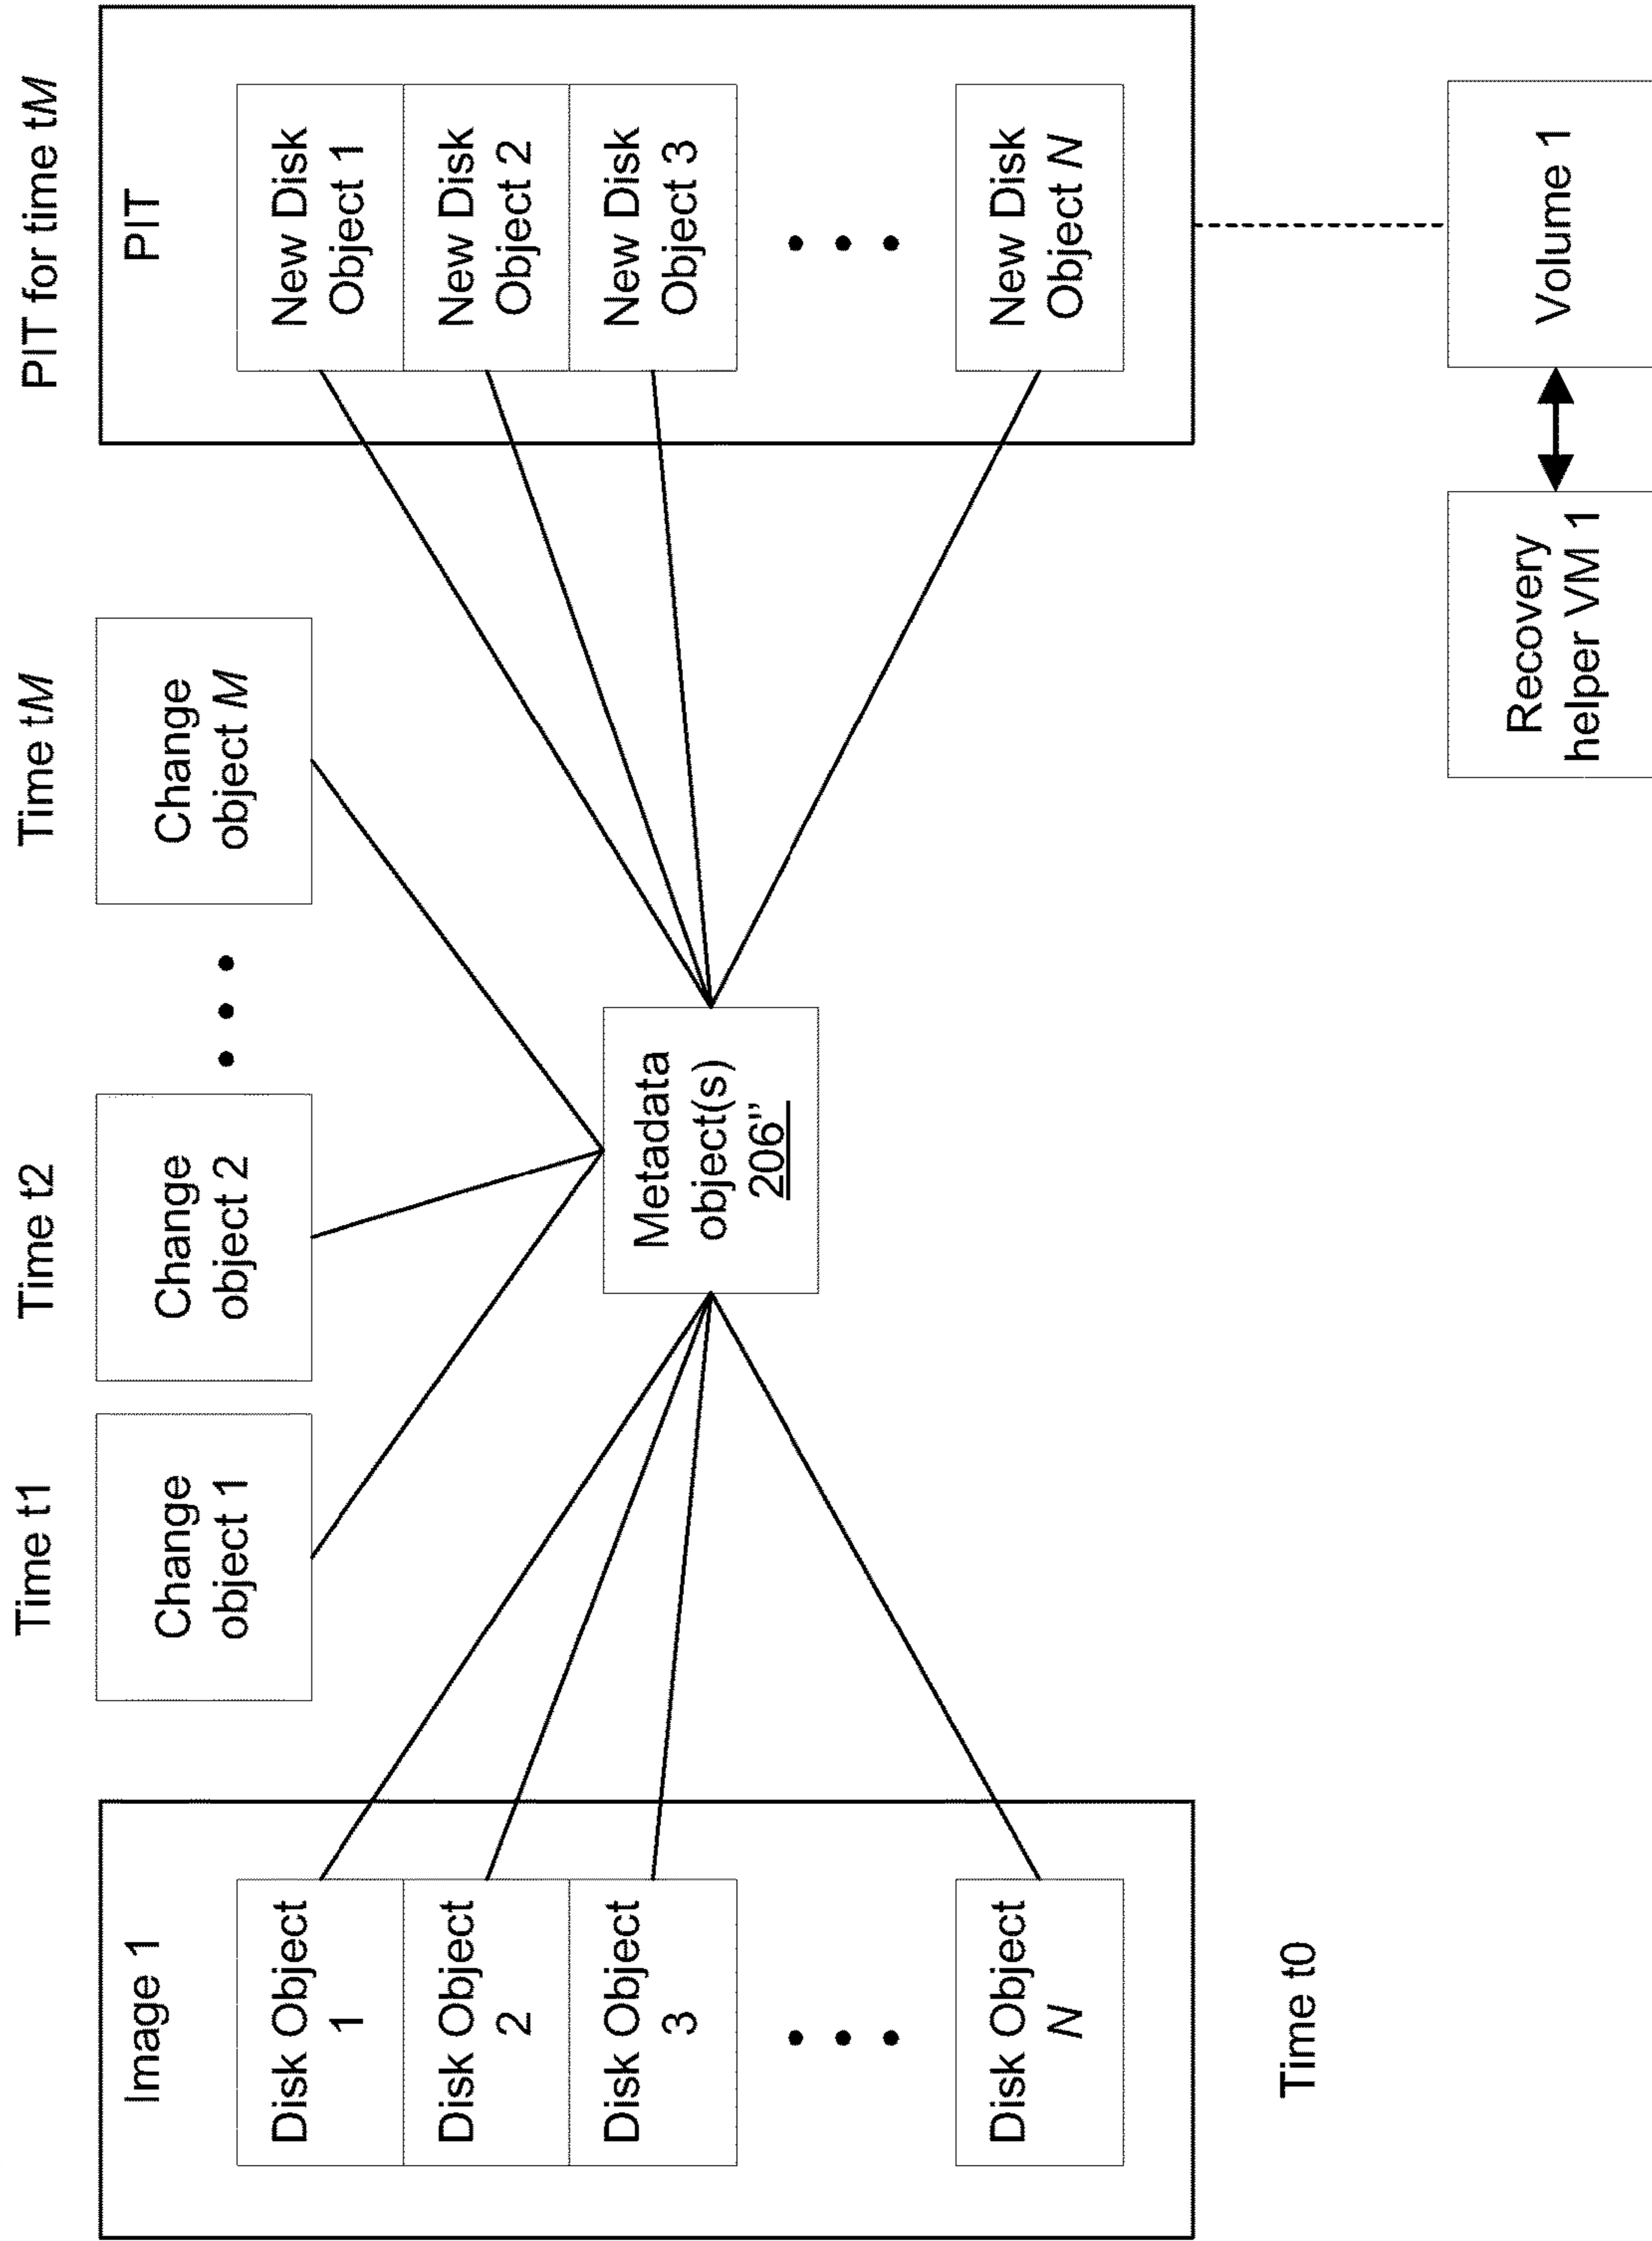 Image 1
Disk Object
1
Disk Object
2
Disk Object
3
Disk Object
N
Time t0
Time t1
Change
object 1
Time t2
Change
object 2
Time tM
Change
object M
Metadata
object(s)
206"
PIT for time tM
PIT
New Disk
Object 1
New Disk
Object 2
New Disk
Object 3
New Disk
Object N
Recovery
helper VM 1
Volume 1